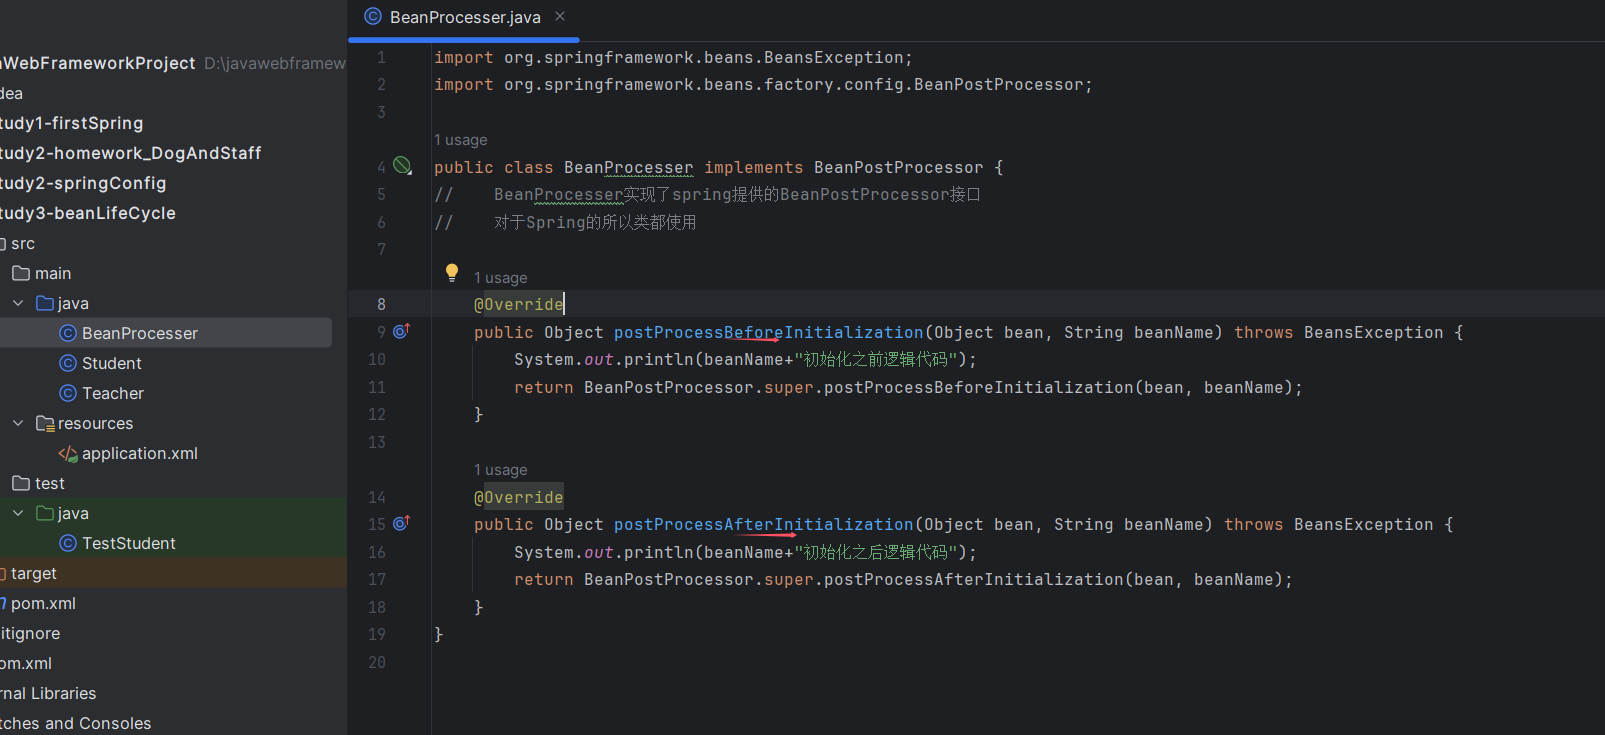 BeanProcesser.java
aWebFrameworkProject D:\javawebframew
dea
tudy1-firstSpring
tudy2-homework_DogAndStaff
tudy2-springConfig
tudy3-beanLifeCycle
src
main
java
BeanProcesser
Student
Teacher
resources
application.xml
test
java
TestStudent
target
pom.xml
itignore
om.xml
rnal Libraries
tches and Consoles
1 import org.springframework.beans.BeansException;
2 import org.springframework.beans.factory.config.BeanPostProcessor;
3
1 usage
4 public class BeanProcesser implements BeanPostProcessor {
5 // BeanProcesser实现了spring提供的BeanPostProcessor接口
6 // 对于Spring的所以类都使用
7
1 usage
8 @Override
9 public Object postProcessBeforeInitialization(Object bean, String beanName) throws BeansException {
10 System.out.println(beanName+"初始化之前逻辑代码");
11 return BeanPostProcessor.super.postProcessBeforeInitialization(bean, beanName);
12 }
13
1 usage
14 @Override
15 public Object postProcessAfterInitialization(Object bean, String beanName) throws BeansException {
16 System.out.println(beanName+"初始化之后逻辑代码");
17 return BeanPostProcessor.super.postProcessAfterInitialization(bean, beanName);
18 }
19 }
20